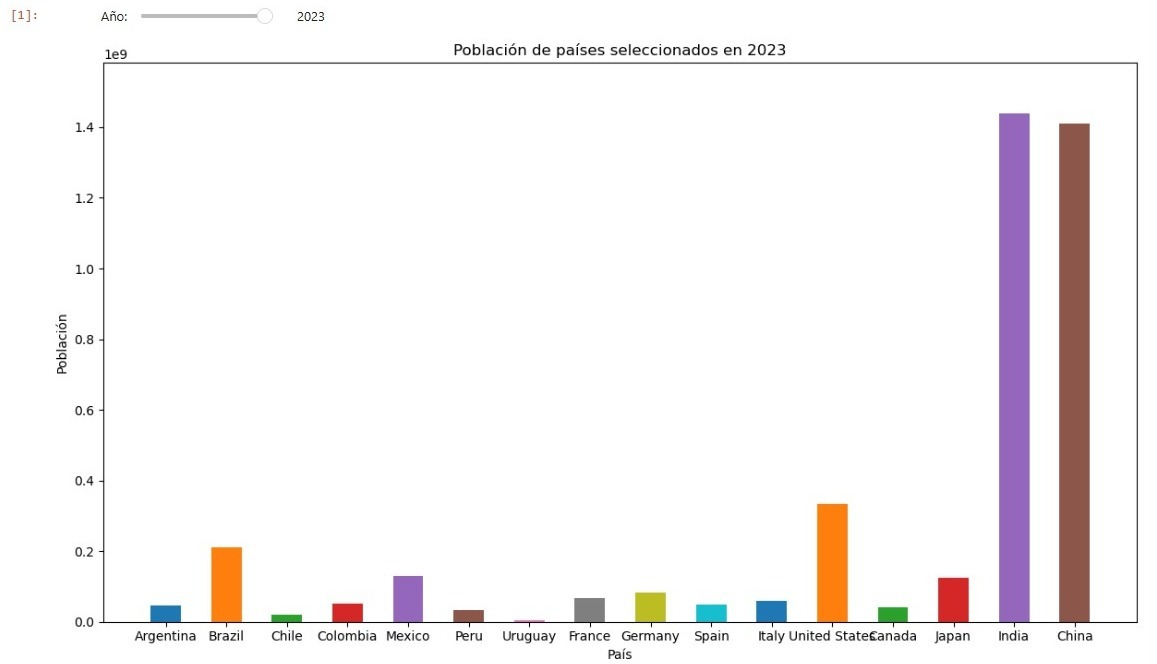 [1]: Año: 2023
Población de países seleccionados en 2023
1e9
1.4
1.2
1.0
0.8
0.6
0.4
0.2
0.0
Población
Argentina Brazil Chile Colombia Mexico Peru Uruguay France Germany Spain Italy United States Canada Japan India China
País